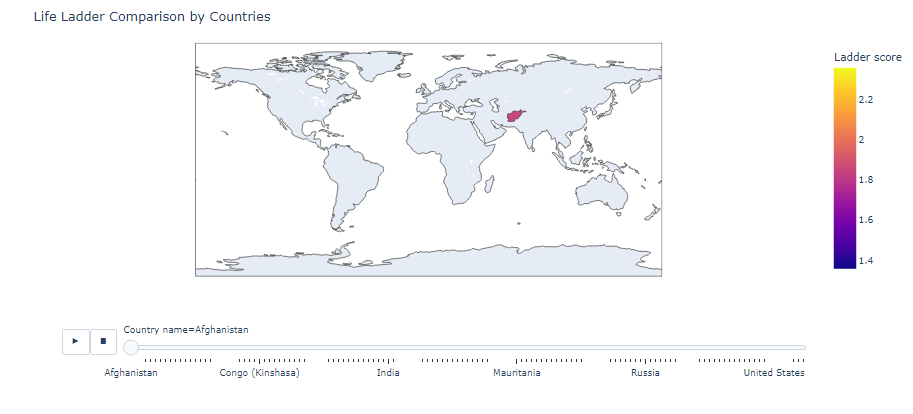 Life Ladder Comparison by Countries
Ladder score
2.2
2
1.8
1.6
1.4
Country name=Afghanistan
Afghanistan
Congo (Kinshasa)
India
Mauritania
Russia
United States